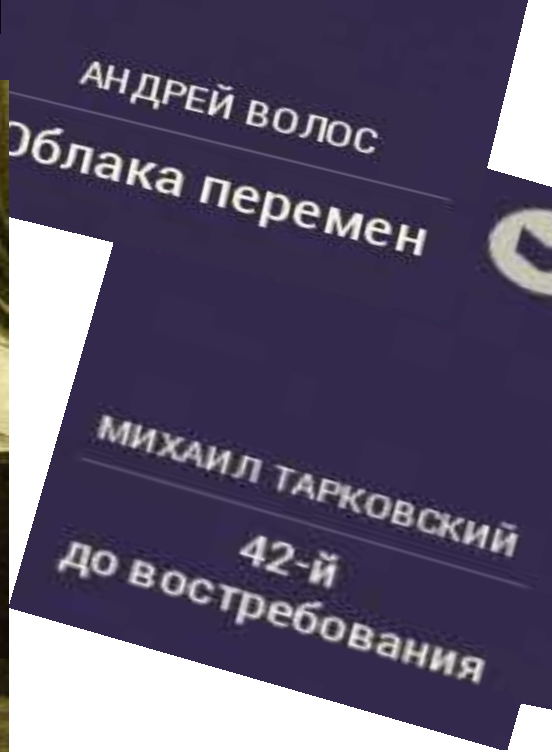 АНДРЕЙ ВОЛОС
Облака перемен
МИХАИЛ ТАРКОВСКИЙ
42-й
до востребования